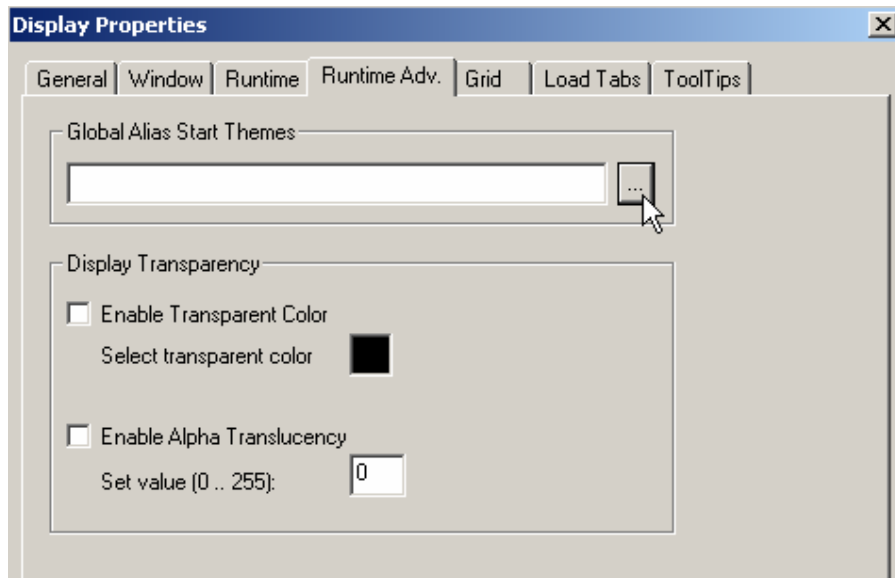 Display Properties
General Window Runtime Runtime Adv. Grid Load Tabs ToolTips
Global Alias Start Themes
...
Display Transparency
Enable Transparent Color
Select transparent color
Enable Alpha Translucency
Set value (0 .. 255): 0